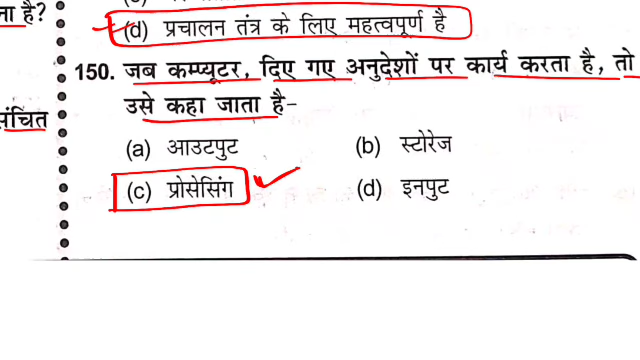 ना है?
(d) प्रचालन तंत्र के लिए महत्वपूर्ण है
150. जब कम्प्यूटर, दिए गए अनुदेशों पर कार्य करता है, तो
उसे कहा जाता है–
संचित
(a) आउटपुट (b) स्टोरेज
(c) प्रोसेसिंग (d) इनपुट